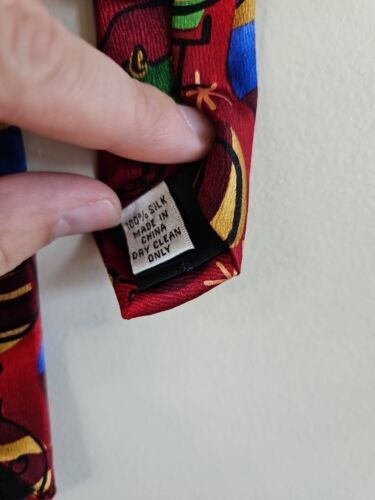 100% SILK
MADE IN
CHINA
DRY CLEAN
ONLY